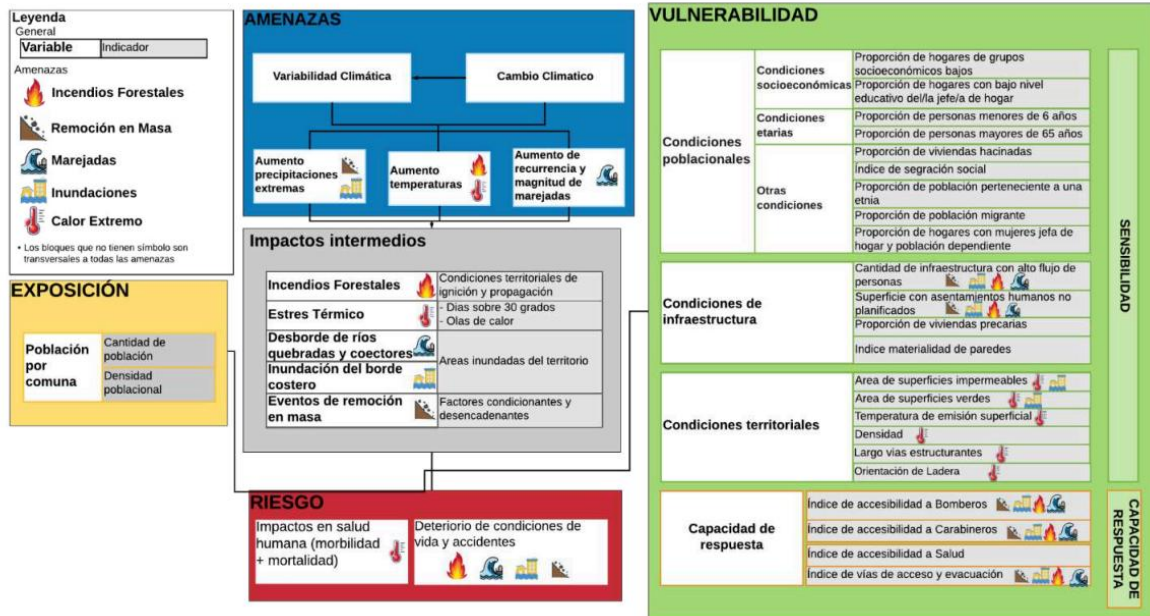 Leyenda
General
Variable
Indicador
Amenazas
Incendios Forestales
Remoción en Masa
Marejadas
Inundaciones
Calor Extremo
• Los bloques que no tienen símbolo son
transversales a todas las amenazas
EXPOSICIÓN
Población
por
comuna
Cantidad de
población
Densidad
poblacional
AMENAZAS
Variabilidad Climática
Cambio Climatico
Aumento
precipitaciones
extremas
Aumento
temperaturas
Aumento de
recurrencia y
magnitud de
marejadas
Impactos intermedios
Incendios Forestales
Condiciones territoriales de
ignición y propagación
Estres Térmico
- Dias sobre 30 grados
- Olas de calor
Desborde de ríos
quebradas y coectores
Inundación del borde
costero
Areas inundadas del territorio
Eventos de remoción
en masa
Factores condicionantes y
desencadenantes
RIESGO
Impactos en salud
humana (morbilidad
+ mortalidad)
Deteriorio de condiciones de
vida y accidentes
VULNERABILIDAD
Condiciones
poblacionales
Condiciones
socioeconómicas
Proporción de hogares de grupos
socioeconómicos bajos
Proporción de hogares con bajo nivel
educativo del/la jefe/a de hogar
Condiciones
etarias
Proporción de personas menores de 6 años
Proporción de personas mayores de 65 años
Otras
condiciones
Proporción de viviendas hacinadas
Índice de segración social
Proporción de población perteneciente a una
etnia
Proporción de población migrante
Proporción de hogares con mujeres jefa de
hogar y población dependiente
Condiciones de
infraestructura
Cantidad de infraestructura con alto flujo de
personas
Superficie con asentamientos humanos no
planificados
Proporción de viviendas precarias
Indice materialidad de paredes
Condiciones territoriales
Area de superficies impermeables
Area de superficies verdes
Temperatura de emisión superficial
Densidad
Largo vias estructurantes
Orientación de Ladera
SENSIBILIDAD
Capacidad de
respuesta
Índice de accesibilidad a Bomberos
Índice de accesibilidad a Carabineros
Índice de accesibilidad a Salud
Índice de vías de acceso y evacuación
CAPACIDAD DE
RESPUESTA